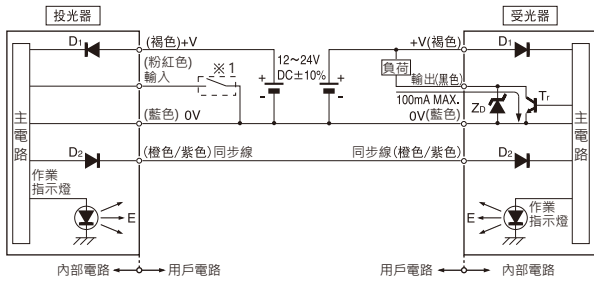 投光器
受光器
D1
(褐色)+V
+V(褐色)
D1
(粉紅色)
輸入
※1
12～24V
DC±10%
+
-
+
-
負荷
輸出(黑色)
100mA MAX.
ZD
Tr
(藍色) 0V
0V(藍色)
主電路
主電路
D2
(橙色/紫色)同步線
同步線(橙色/紫色)
D2
作業
指示燈
E
E
作業
指示燈
內部電路
用戶電路
用戶電路
內部電路